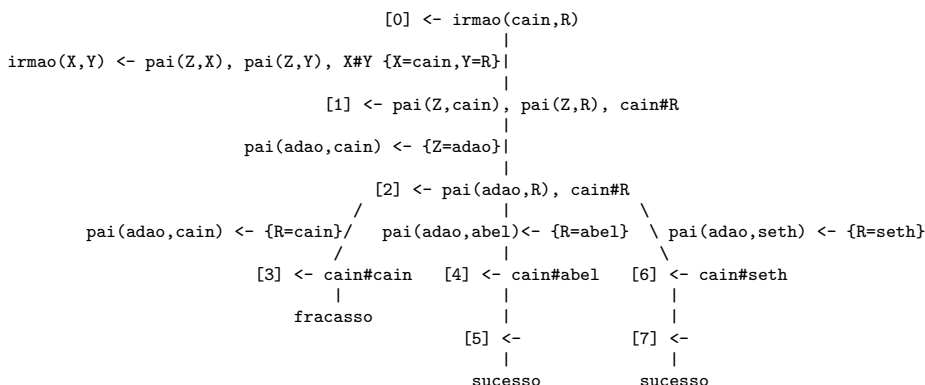 [0] <- irmao(cain,R)
|
irmao(X,Y) <- pai(Z,X), pai(Z,Y), X#Y {X=cain,Y=R}|
|
[1] <- pai(Z,cain), pai(Z,R), cain#R
|
pai(adao,cain) <- {Z=adao}|
|
[2] <- pai(adao,R), cain#R
/ | \
pai(adao,cain) <- {R=cain}/ pai(adao,abel)<- {R=abel} \ pai(adao,seth) <- {R=seth}
/ | \
[3] <- cain#cain [4] <- cain#abel [6] <- cain#seth
| | |
fracasso | |
[5] <- [7] <-
| |
sucesso sucesso